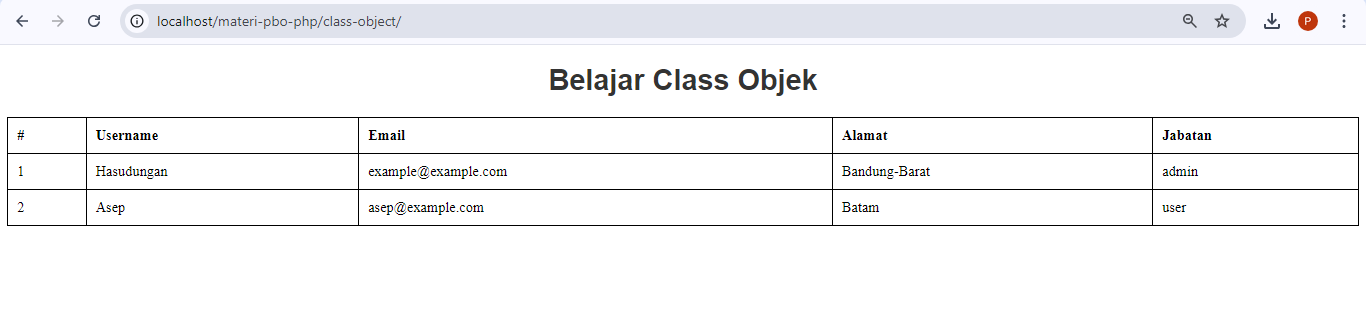 localhost/materi-pbo-php/class-object/
P
Belajar Class Objek
# Username Email Alamat Jabatan
1 Hasudungan example@example.com Bandung-Barat admin
2 Asep asep@example.com Batam user